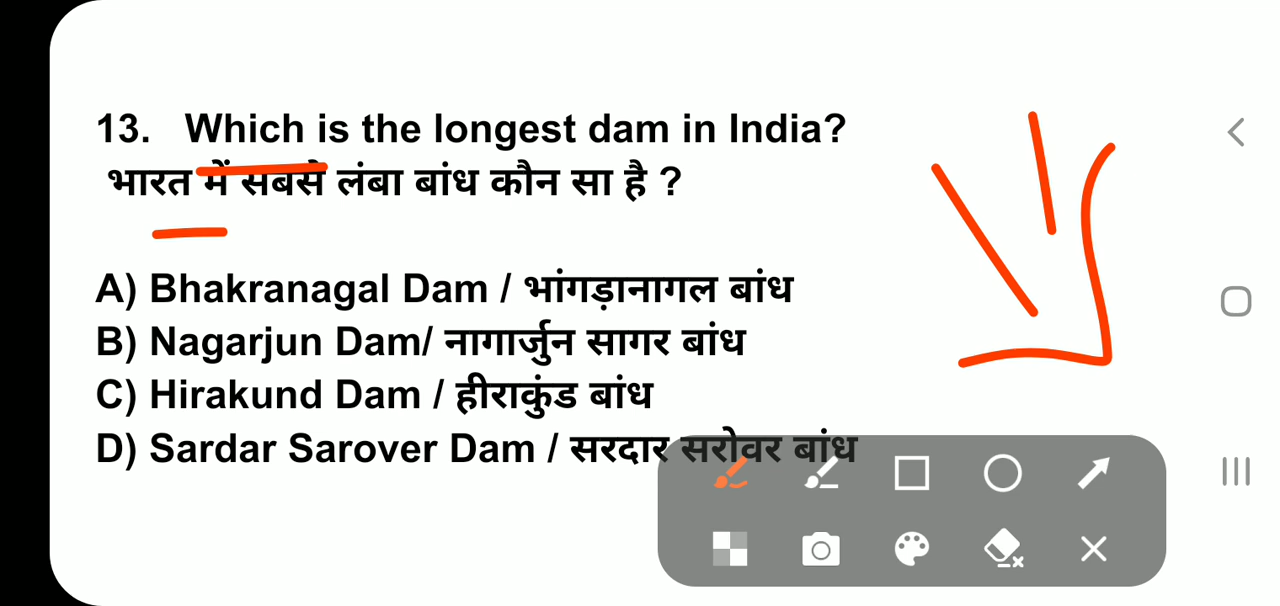 13. Which is the longest dam in India?
भारत में सबसे लंबा बांध कौन सा है ?
A) Bhakranagal Dam / भांगड़ानागल बांध
B) Nagarjun Dam/ नागार्जुन सागर बांध
C) Hirakund Dam / हीराकुंड बांध
D) Sardar Sarover Dam / सरदार सरोवर बांध